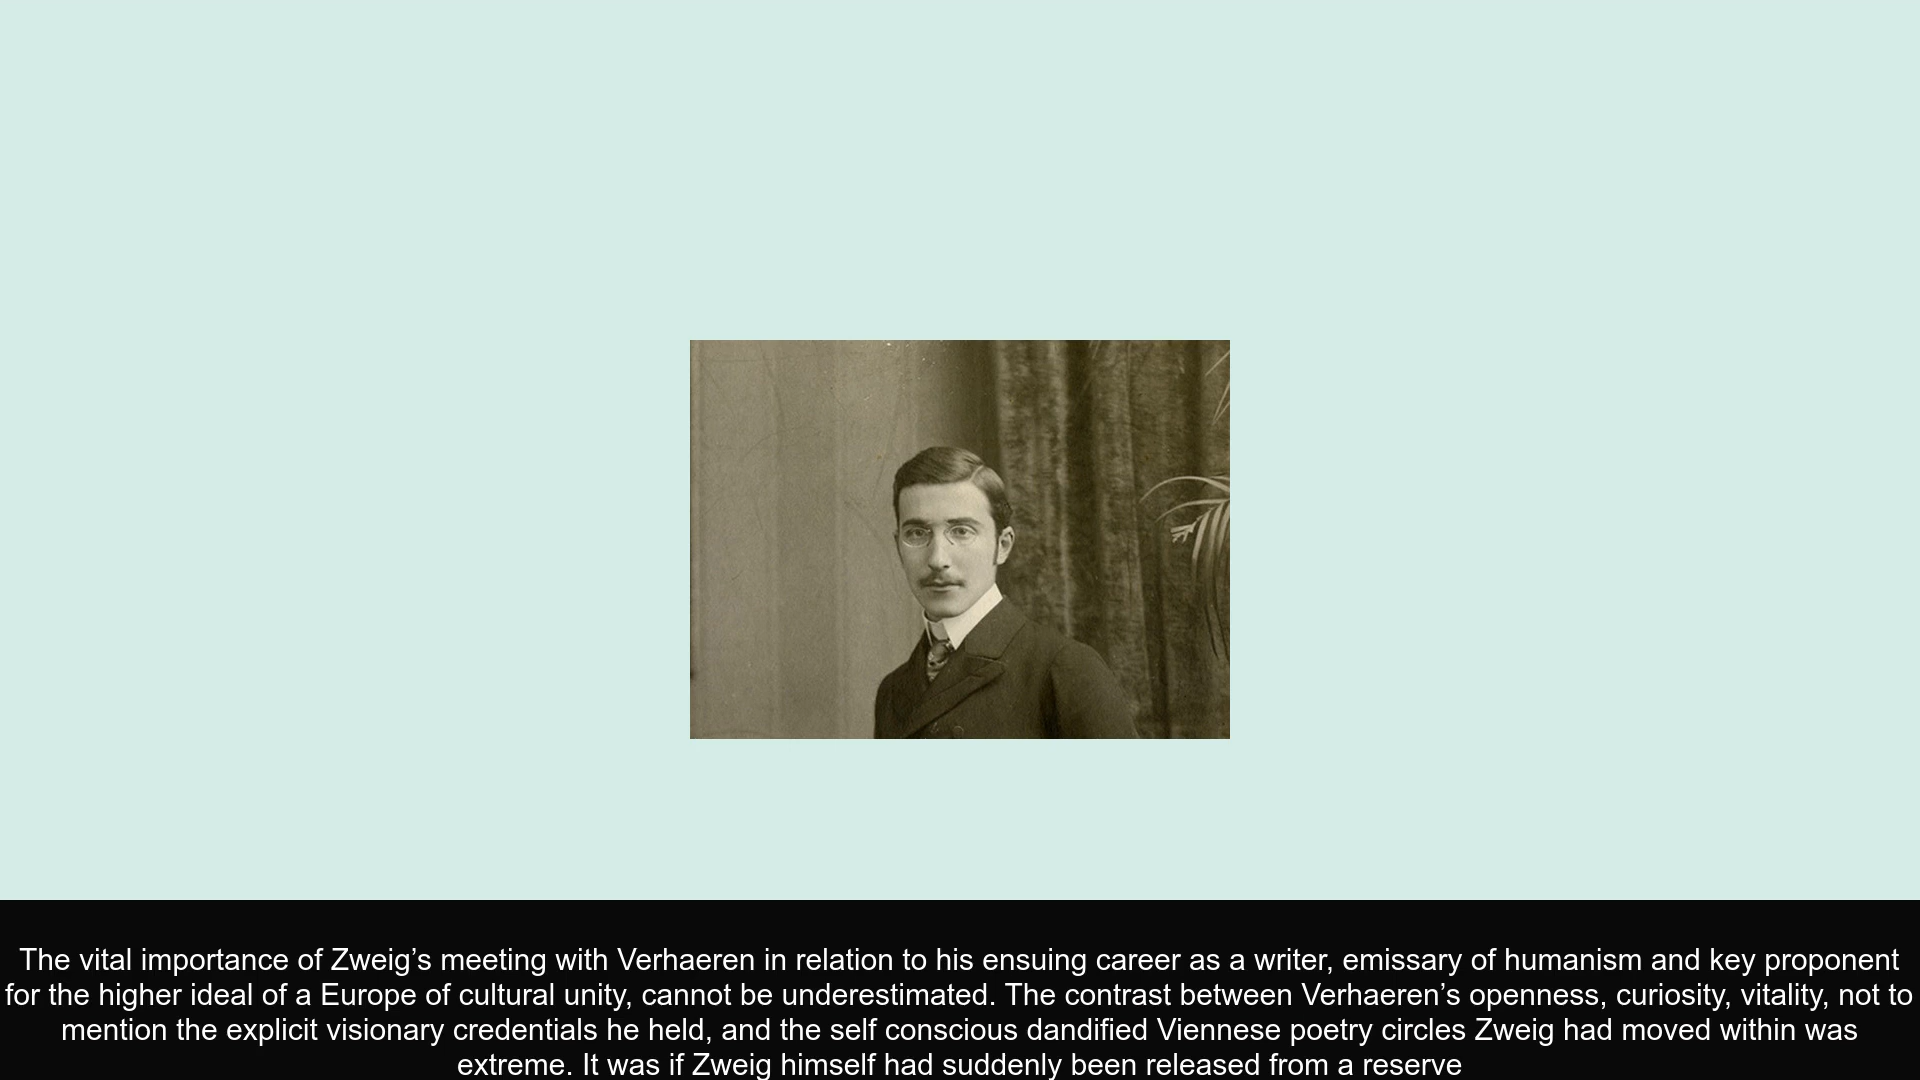 The vital importance of Zweig’s meeting with Verhaeren in relation to his ensuing career as a writer, emissary of humanism and key proponent
for the higher ideal of a Europe of cultural unity, cannot be underestimated. The contrast between Verhaeren’s openness, curiosity, vitality, not to
mention the explicit visionary credentials he held, and the self conscious dandified Viennese poetry circles Zweig had moved within was
extreme. It was if Zweig himself had suddenly been released from a reserve